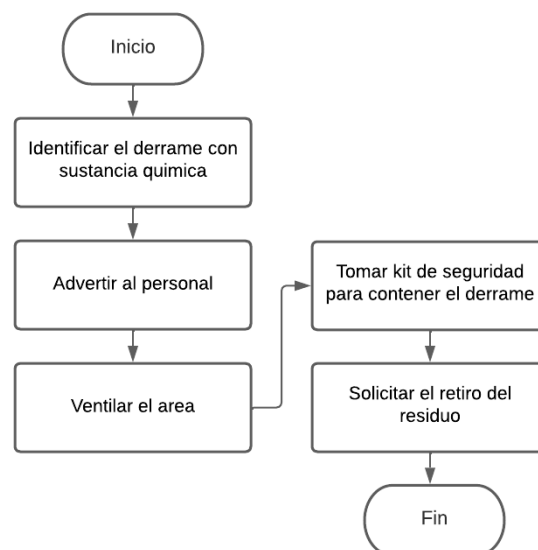 Inicio
Identificar el derrame con
sustancia quimica
Advertir al personal
Ventilar el area
Tomar kit de seguridad
para contener el derrame
Solicitar el retiro del
residuo
Fin